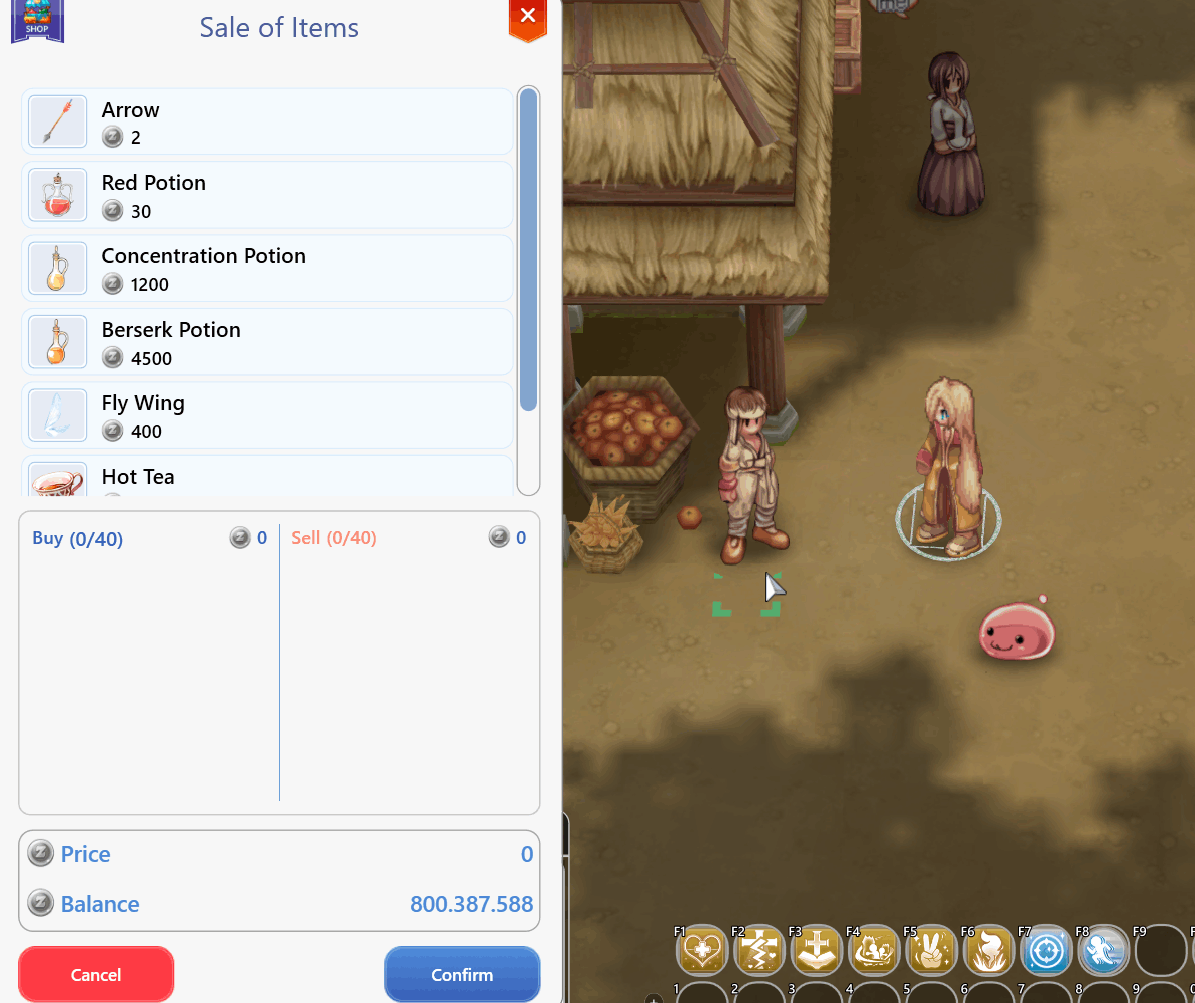 SHOP
Sale of Items
Arrow
2
Red Potion
30
Concentration Potion
1200
Berserk Potion
4500
Fly Wing
400
Hot Tea
Buy (0/40) 0
Sell (0/40) 0
Price 0
Balance 800.387.588
Cancel
Confirm
F1 F2 F3 F4 F5 F6 F7 F8 F9
1 2 3 4 5 6 7 8 9